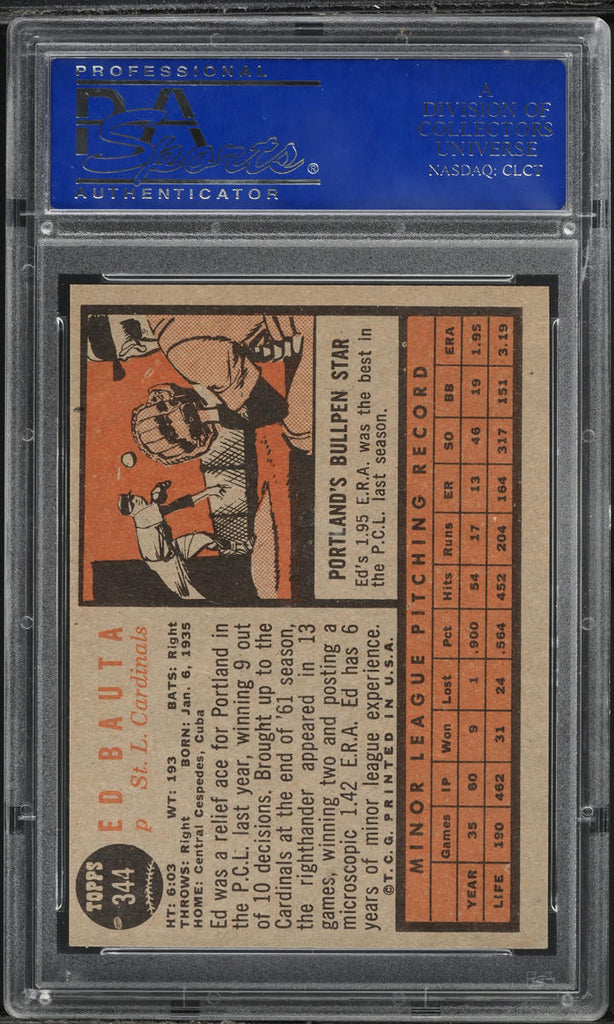 PROFESSIONAL
PSA
Sports®
AUTHENTICATOR
A
DIVISION OF
COLLECTORS
UNIVERSE
NASDAQ: CLCT
TOPPS
344
ED BAUTA
p St. L. Cardinals
HT: 6:03 WT: 193 BATS: Right
THROWS: Right BORN: Jan. 6, 1935
HOME: Central Cespedes, Cuba
Ed was a relief ace for Portland in
the P.C.L. last year, winning 9 out
of 10 decisions. Brought up to the
Cardinals at the end of '61 season,
the righthander appeared in 13
games, winning two and posting a
microscopic 1.42 E.R.A. Ed has 6
years of minor league experience.
©T.C.G. PRINTED IN U.S.A.
PORTLAND'S BULLPEN STAR
Ed's 1.95 E.R.A. was the best in
the P.C.L. last season.
MINOR LEAGUE PITCHING RECORD
Games IP Won Lost Pct Hits Runs ER SO BB ERA
YEAR 35 60 9 1 .900 54 17 13 46 19 1.95
LIFE 190 462 31 24 .564 452 204 164 317 151 3.19